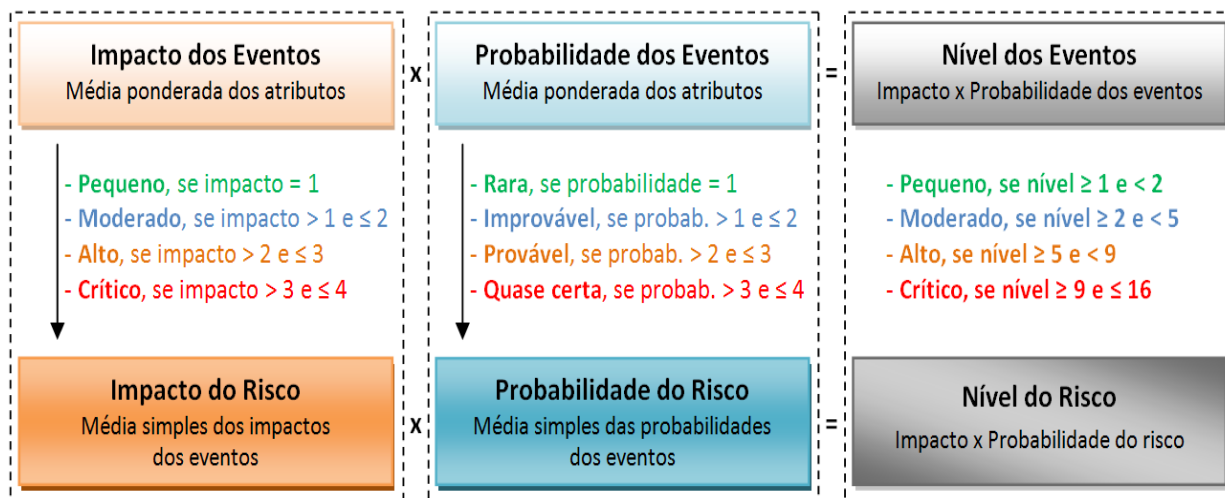 Impacto dos Eventos
Média ponderada dos atributos
x
Probabilidade dos Eventos
Média ponderada dos atributos
=
Nível dos Eventos
Impacto x Probabilidade dos eventos
- Pequeno, se impacto = 1
- Moderado, se impacto > 1 e ≤ 2
- Alto, se impacto > 2 e ≤ 3
- Crítico, se impacto > 3 e ≤ 4
- Rara, se probabilidade = 1
- Improvável, se probab. > 1 e ≤ 2
- Provável, se probab. > 2 e ≤ 3
- Quase certa, se probab. > 3 e ≤ 4
- Pequeno, se nível ≥ 1 e < 2
- Moderado, se nível ≥ 2 e < 5
- Alto, se nível ≥ 5 e < 9
- Crítico, se nível ≥ 9 e ≤ 16
Impacto do Risco
Média simples dos impactos
dos eventos
x
Probabilidade do Risco
Média simples das probabilidades
dos eventos
=
Nível do Risco
Impacto x Probabilidade do risco